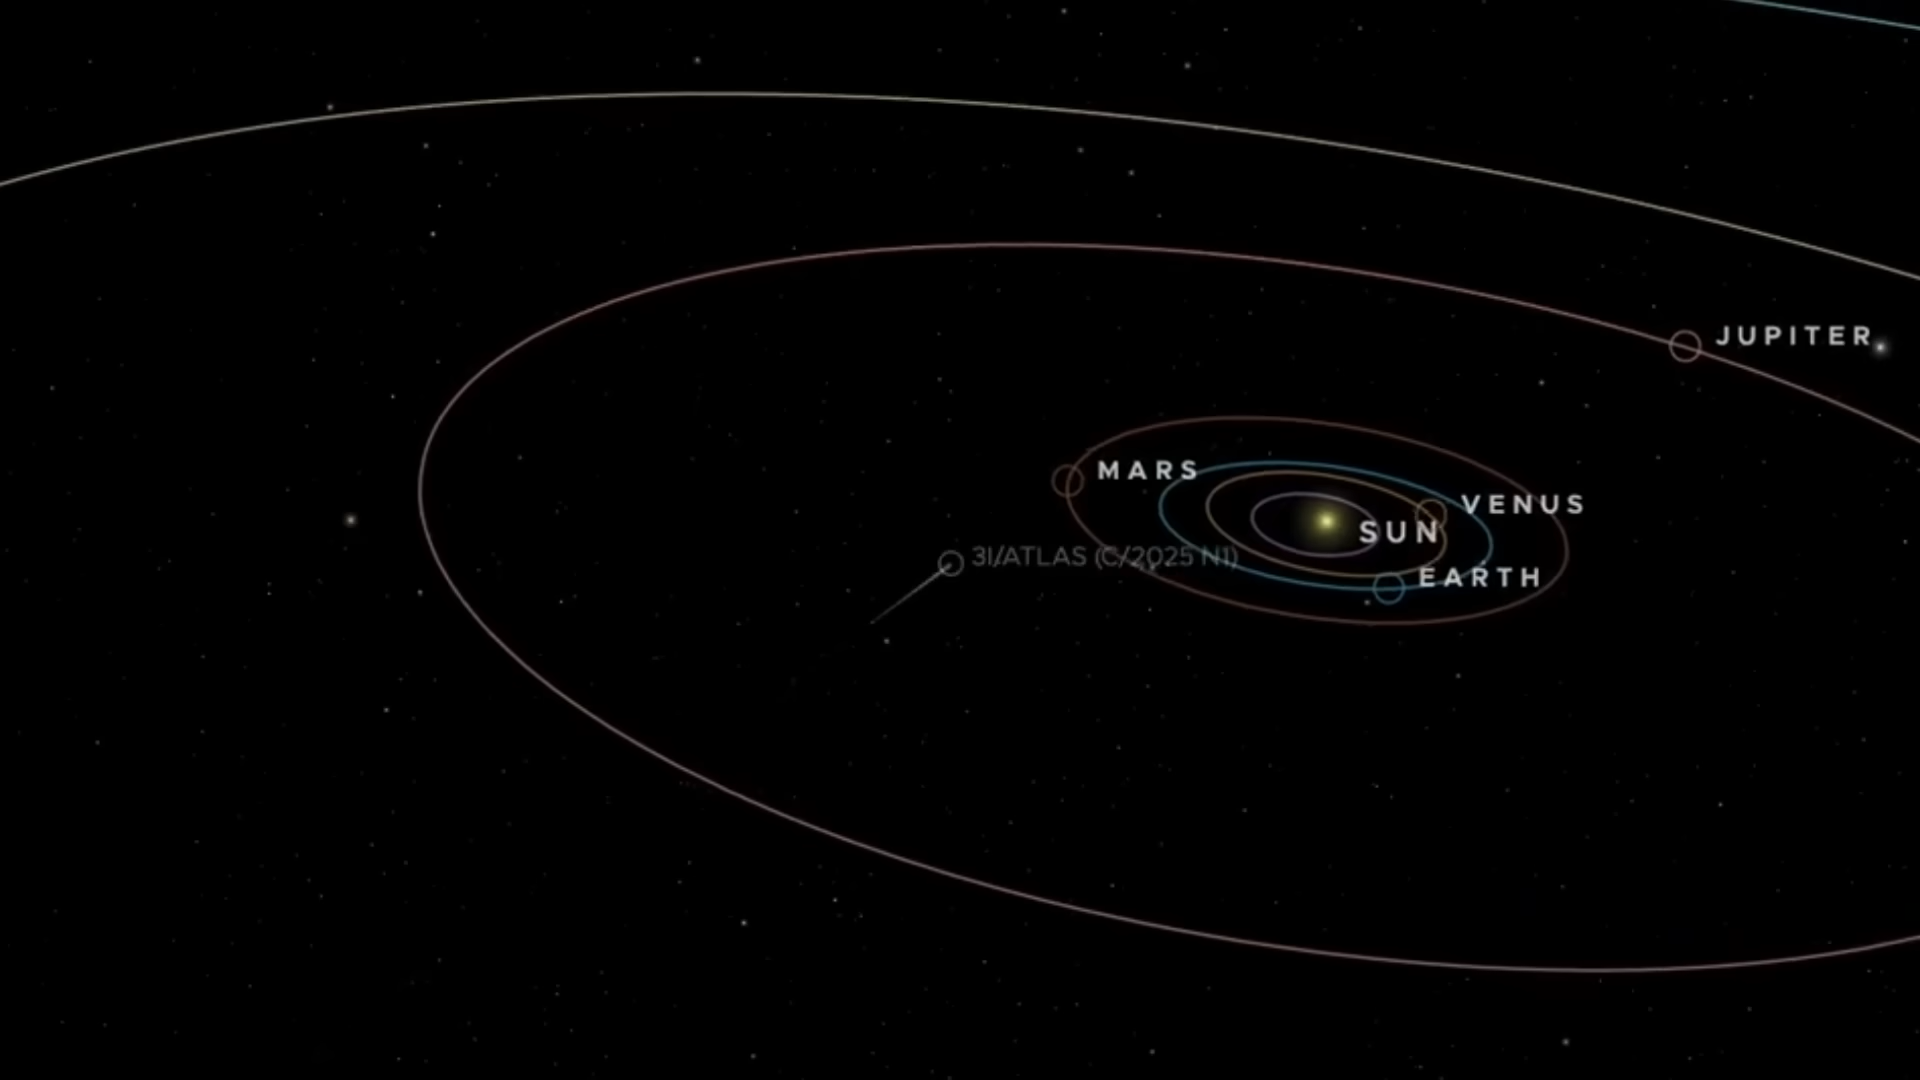 JUPITER
MARS
VENUS
SUN
3I/ATLAS (C/2025 N1)
EARTH